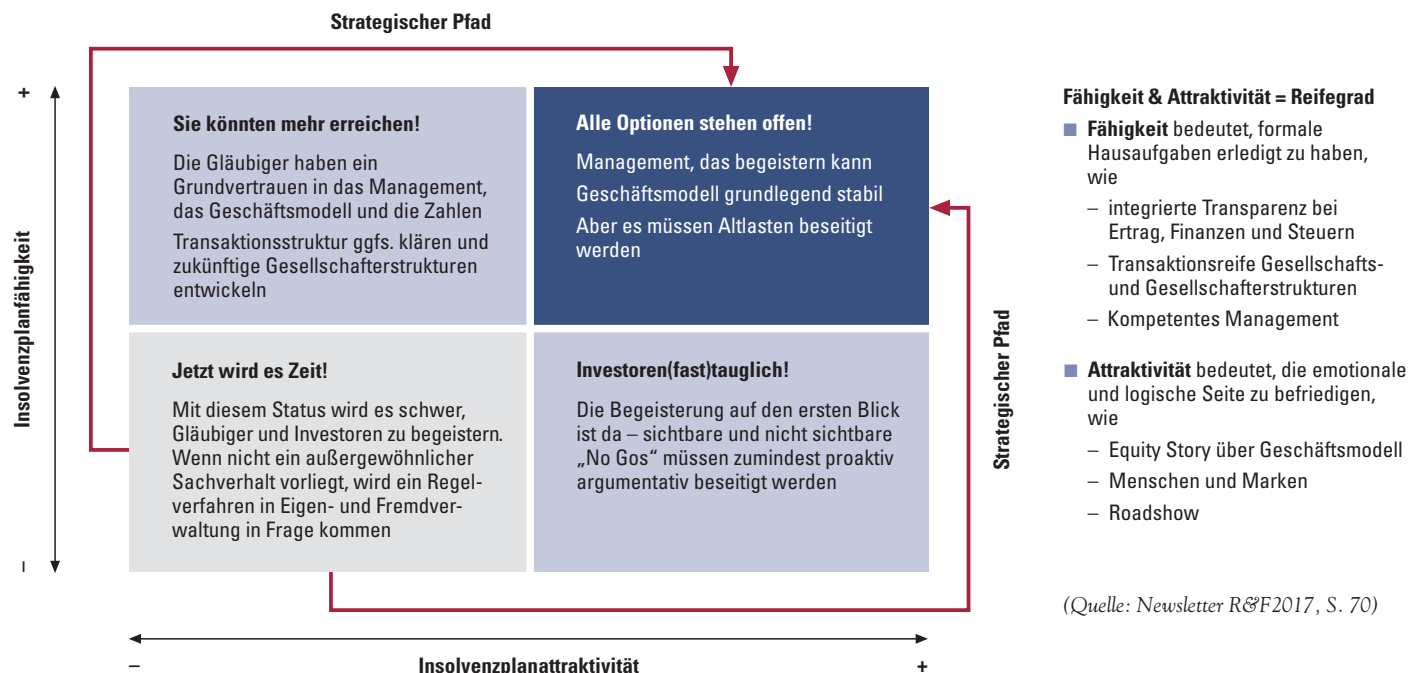 Strategischer Pfad
+
Insolvenzplanfähigkeit
–
Sie könnten mehr erreichen!
Die Gläubiger haben ein
Grundvertrauen in das Management,
das Geschäftsmodell und die Zahlen
Transaktionsstruktur ggfs. klären und
zukünftige Gesellschafterstrukturen
entwickeln
Alle Optionen stehen offen!
Management, das begeistern kann
Geschäftsmodell grundlegend stabil
Aber es müssen Altlasten beseitigt
werden
Jetzt wird es Zeit!
Mit diesem Status wird es schwer,
Gläubiger und Investoren zu begeistern.
Wenn nicht ein außergewöhnlicher
Sachverhalt vorliegt, wird ein Regel-
verfahren in Eigen- und Fremdver-
waltung in Frage kommen
Investoren(fast)tauglich!
Die Begeisterung auf den ersten Blick
ist da – sichtbare und nicht sichtbare
„No Gos“ müssen zumindest proaktiv
argumentativ beseitigt werden
Strategischer Pfad
–
Insolvenzplanattraktivität
+
Fähigkeit & Attraktivität = Reifegrad
Fähigkeit bedeutet, formale
Hausaufgaben erledigt zu haben,
wie
– integrierte Transparenz bei
Ertrag, Finanzen und Steuern
– Transaktionsreife Gesellschafts-
und Gesellschafterstrukturen
– Kompetentes Management
Attraktivität bedeutet, die emotionale
und logische Seite zu befriedigen,
wie
– Equity Story über Geschäftsmodell
– Menschen und Marken
– Roadshow
(Quelle: Newsletter R&F2017, S. 70)